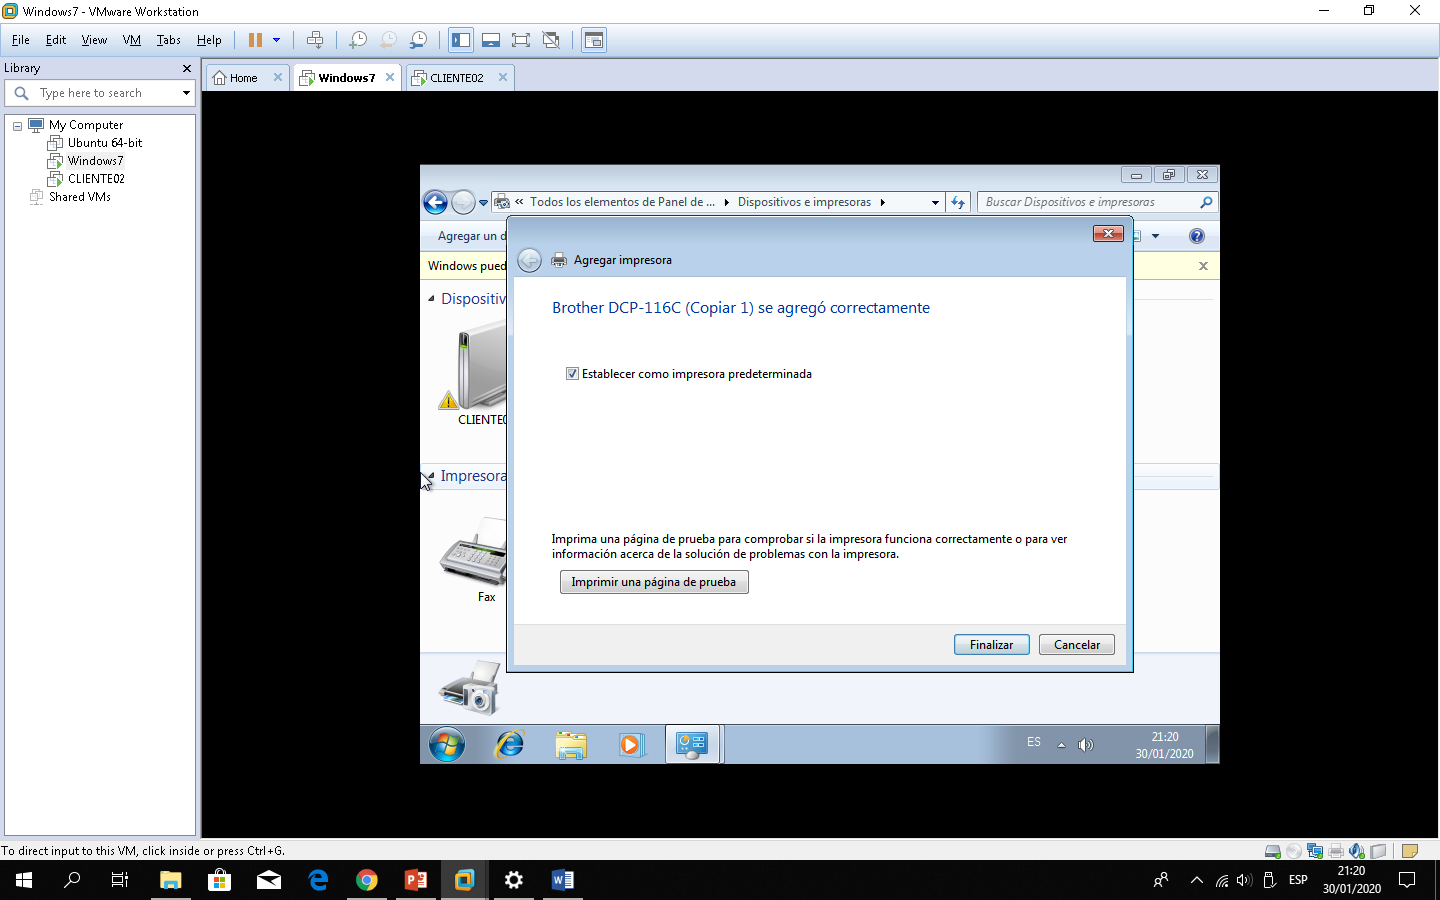 Windows7 - VMware Workstation
File Edit View VM Tabs Help
Library
Type here to search
My Computer
Ubuntu 64-bit
Windows7
CLIENTE02
Shared VMs
Home
Windows7
CLIENTE02
« Todos los elementos de Panel de ... Dispositivos e impresoras
Buscar Dispositivos e impresoras
Agregar un d
Windows pued
Dispositiv
CLIENTE0
Impresora
Fax
Agregar impresora
Brother DCP-116C (Copiar 1) se agregó correctamente
Establecer como impresora predeterminada
Imprima una página de prueba para comprobar si la impresora funciona correctamente o para ver
información acerca de la solución de problemas con la impresora.
Imprimir una página de prueba
Finalizar
Cancelar
ES
21:20
30/01/2020
To direct input to this VM, click inside or press Ctrl+G.
ESP
21:20
30/01/2020